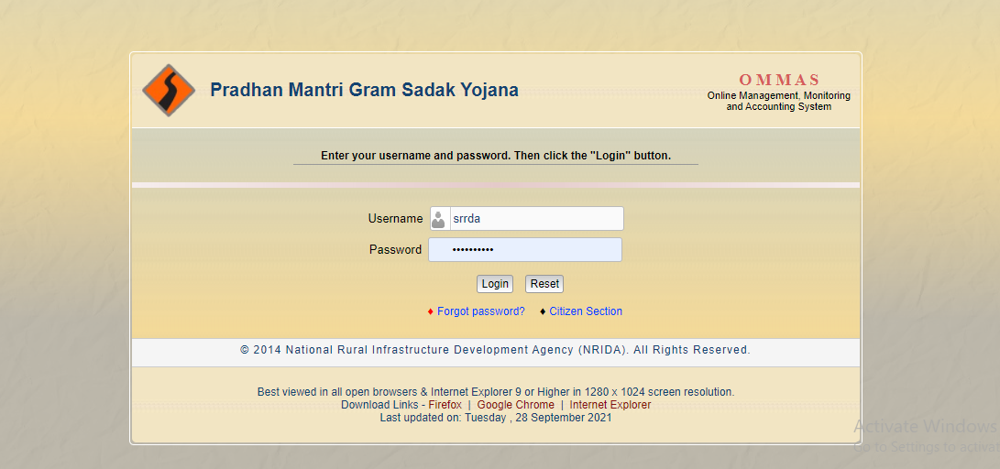 Pradhan Mantri Gram Sadak Yojana
OMMAS
Online Management, Monitoring
and Accounting System
Enter your username and password. Then click the "Login" button.
Username srrda
Password ••••••••••
Login Reset
♦ Forgot password? ♦ Citizen Section
© 2014 National Rural Infrastructure Development Agency (NRIDA). All Rights Reserved.
Best viewed in all open browsers & Internet Explorer 9 or Higher in 1280 x 1024 screen resolution.
Download Links - Firefox | Google Chrome | Internet Explorer
Last updated on: Tuesday , 28 September 2021
Activate Windows
Go to Settings to activat